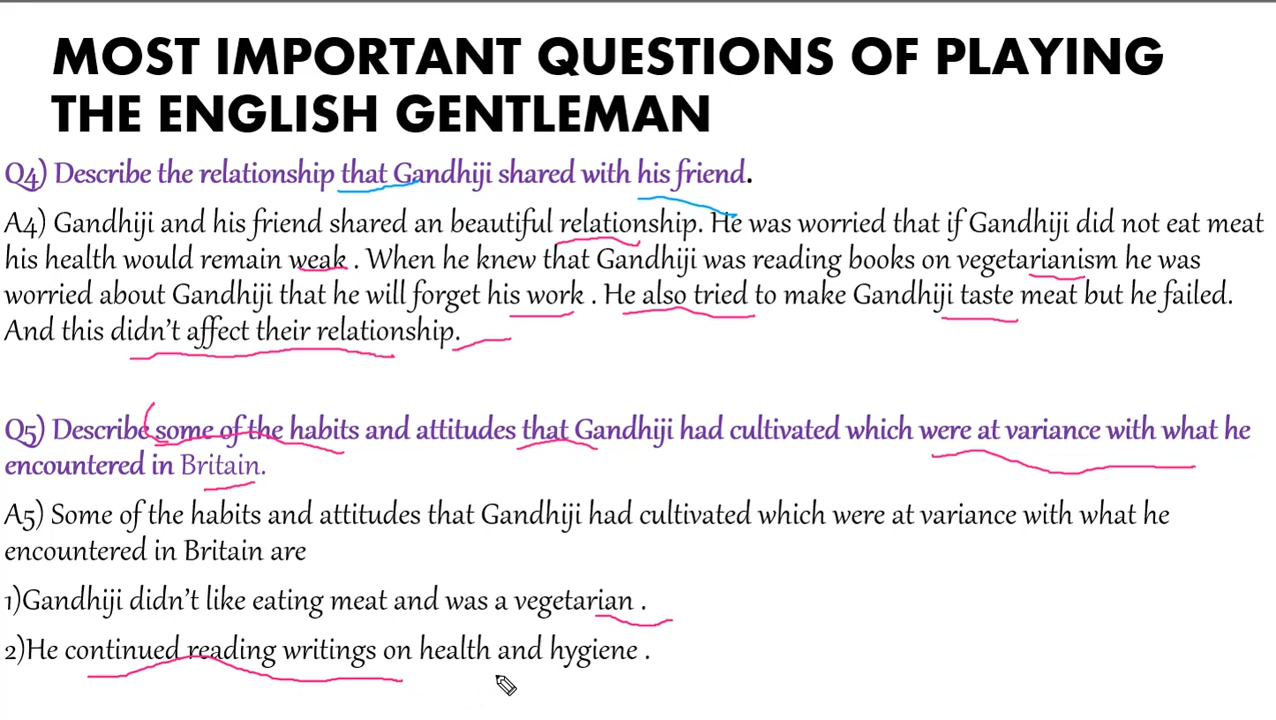 MOST IMPORTANT QUESTIONS OF PLAYING
THE ENGLISH GENTLEMAN
Q4) Describe the relationship that Gandhiji shared with his friend.
A4) Gandhiji and his friend shared an beautiful relationship. He was worried that if Gandhiji did not eat meat
his health would remain weak . When he knew that Gandhiji was reading books on vegetarianism he was
worried about Gandhiji that he will forget his work . He also tried to make Gandhiji taste meat but he failed.
And this didn't affect their relationship.
Q5) Describe some of the habits and attitudes that Gandhiji had cultivated which were at variance with what he
encountered in Britain.
A5) Some of the habits and attitudes that Gandhiji had cultivated which were at variance with what he
encountered in Britain are
1)Gandhiji didn't like eating meat and was a vegetarian .
2)He continued reading writings on health and hygiene .